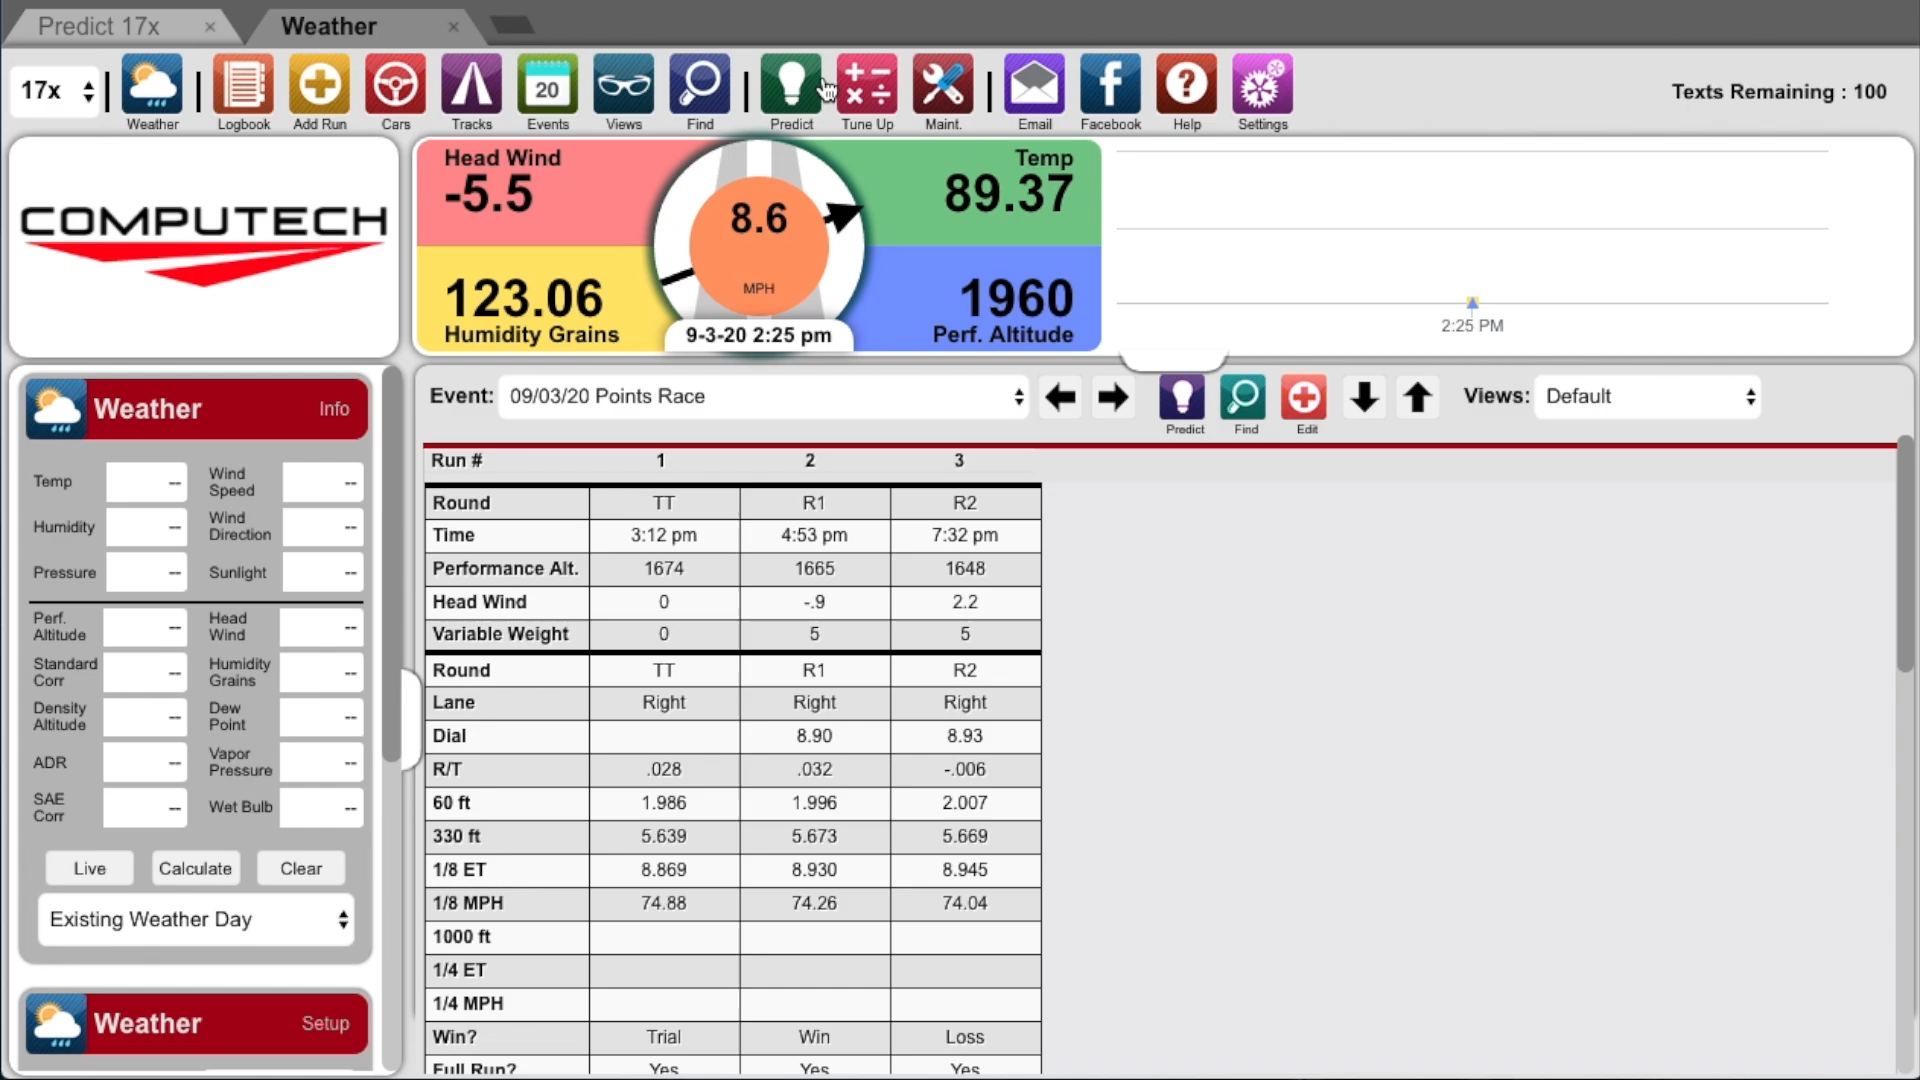 Predict 17x ×
Weather ×
17x
Weather
Logbook
Add Run
Cars
Tracks
20
Events
Views
Find
Predict
Tune Up
Maint.
Email
Facebook
Help
Settings
Texts Remaining : 100
COMPUTECH
Head Wind
-5.5
Temp
89.37
8.6
MPH
123.06
Humidity Grains
1960
Perf. Altitude
9-3-20 2:25 pm
2:25 PM
Weather Info
Temp -- Wind Speed --
Humidity -- Wind Direction --
Pressure -- Sunlight --
Perf. Altitude -- Head Wind --
Standard Corr -- Humidity Grains --
Density Altitude -- Dew Point --
ADR -- Vapor Pressure --
SAE Corr -- Wet Bulb --
Live Calculate Clear
Existing Weather Day
Weather Setup
Event: 09/03/20 Points Race
Predict
Find
Edit
Views: Default
Run # 1 2 3
Round TT R1 R2
Time 3:12 pm 4:53 pm 7:32 pm
Performance Alt. 1674 1665 1648
Head Wind 0 -.9 2.2
Variable Weight 0 5 5
Round TT R1 R2
Lane Right Right Right
Dial 8.90 8.93
R/T .028 .032 -.006
60 ft 1.986 1.996 2.007
330 ft 5.639 5.673 5.669
1/8 ET 8.869 8.930 8.945
1/8 MPH 74.88 74.26 74.04
1000 ft
1/4 ET
1/4 MPH
Win? Trial Win Loss
Full Run? Yes Yes Yes